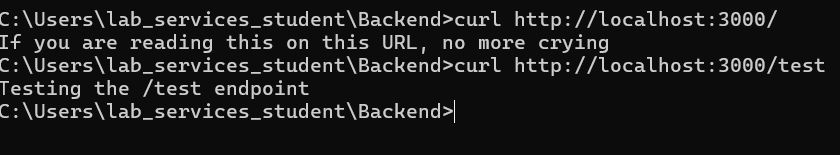 C:\Users\lab_services_student\Backend>curl http://localhost:3000/
If you are reading this on this URL, no more crying
C:\Users\lab_services_student\Backend>curl http://localhost:3000/test
Testing the /test endpoint
C:\Users\lab_services_student\Backend>